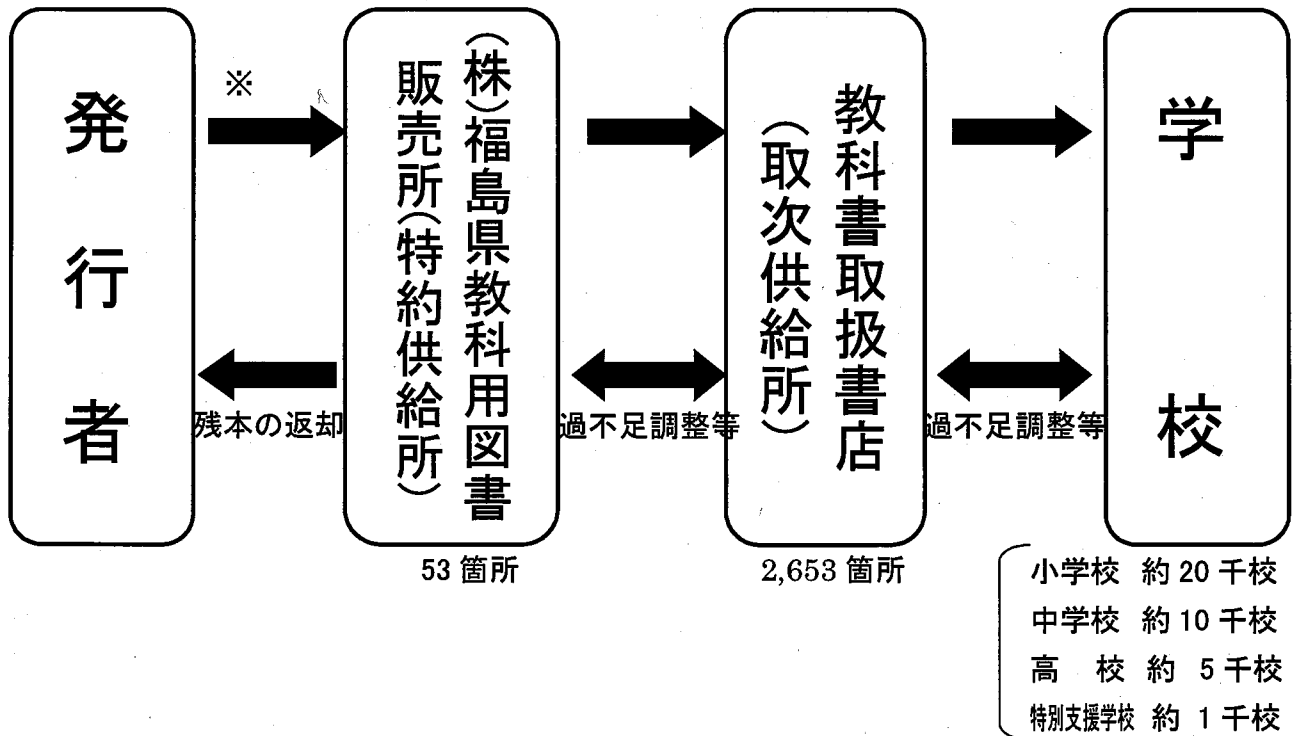 発行者
※
残本の返却
(株)福島県教科用図書
販売所(特約供給所)
53 箇所
過不足調整等
教科書取扱書店
(取次供給所)
2,653 箇所
過不足調整等
学校
小学校 約 20 千校
中学校 約 10 千校
高 校 約 5 千校
特別支援学校 約 1 千校